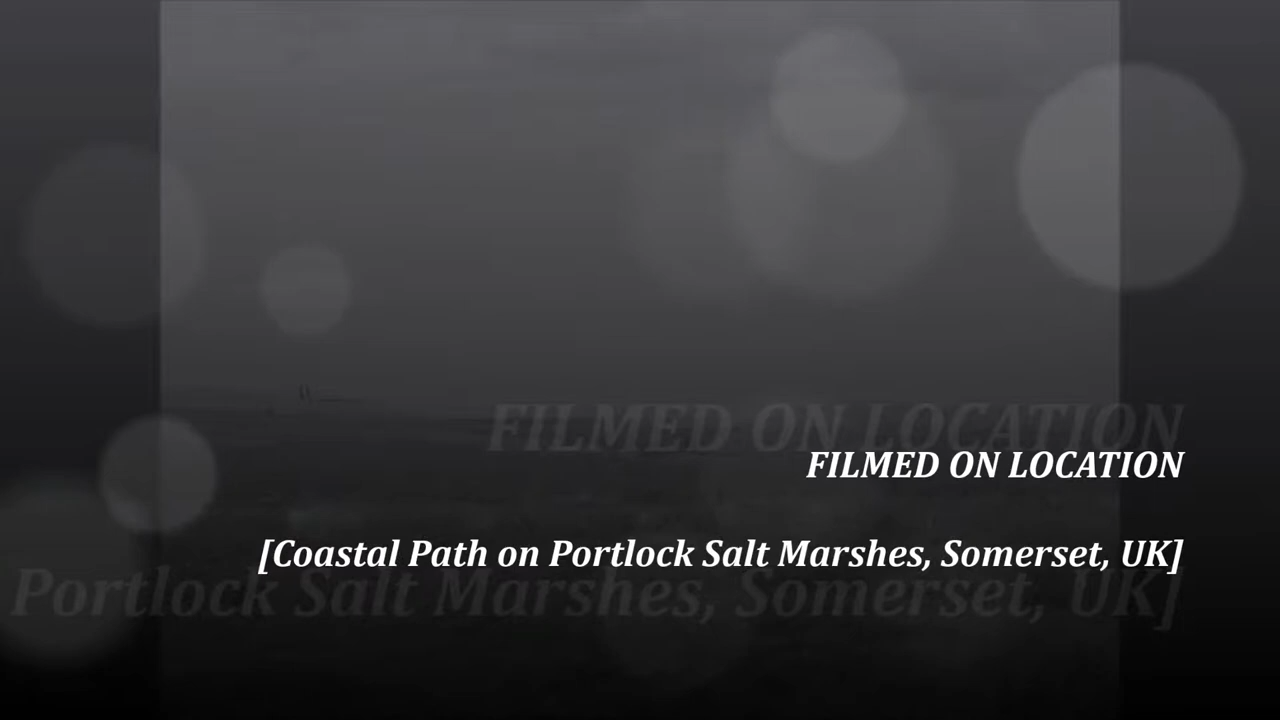 FILMED ON LOCATION
FILMED ON LOCATION
[Coastal Path on Portlock Salt Marshes, Somerset, UK]
Portlock Salt Marshes, Somerset, UK]